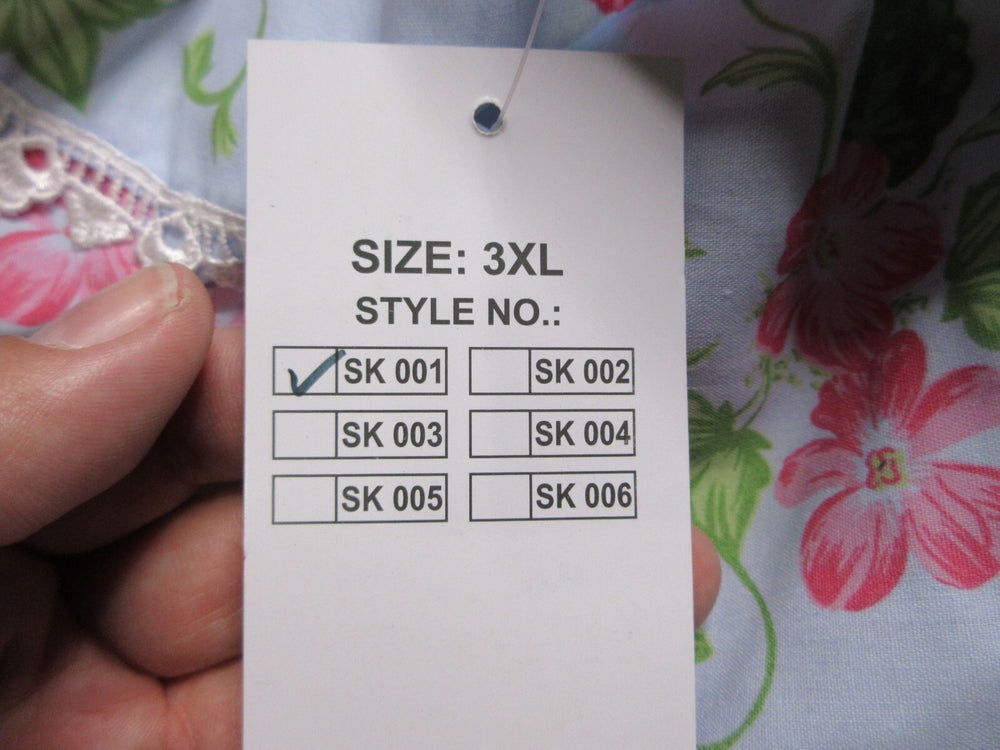 SIZE: 3XL
STYLE NO.:
SK 001 SK 002
SK 003 SK 004
SK 005 SK 006